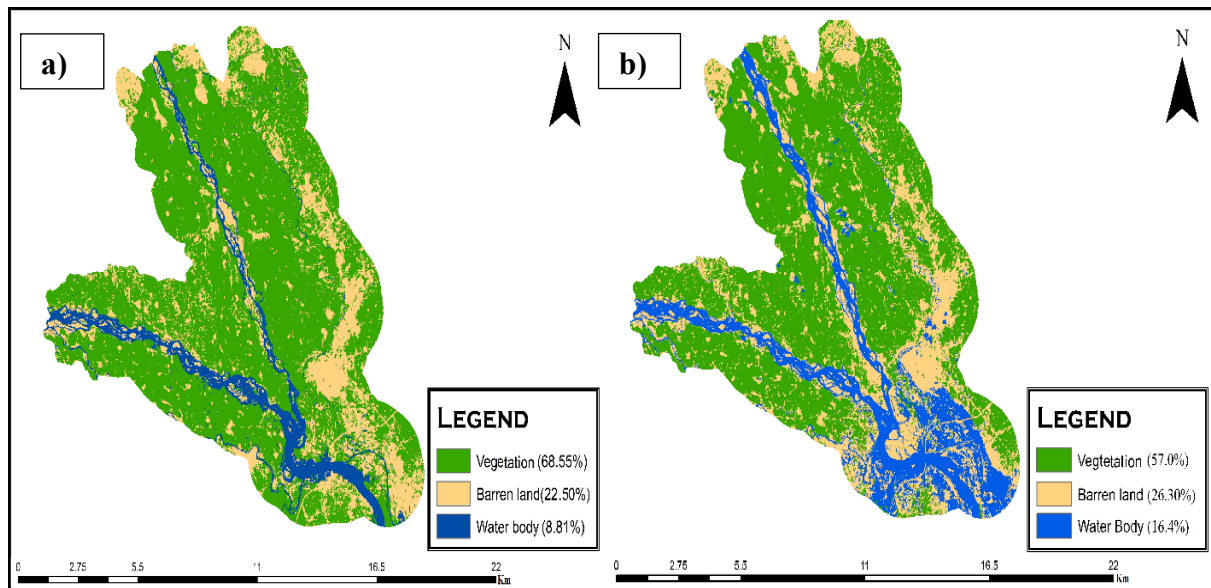 a)
N
LEGEND
Vegetation (68.55%)
Barren land(22.50%)
Water body (8.81%)
0 2.75 5.5 11 16.5 22
Km
b)
N
LEGEND
Vegtetalion (57.0%)
Barren land (26.30%)
Water Body (16.4%)
0 2.75 5.5 11 16.5 22
Km